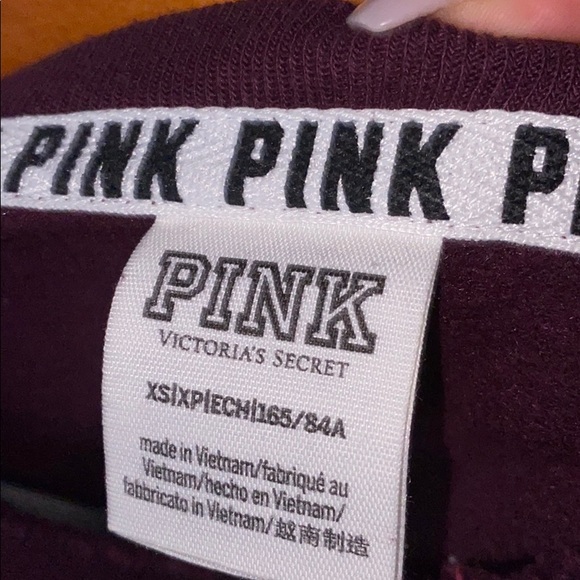 PINK PINK PINK P
PINK
VICTORIA'S SECRET
XS|XP|ECH|165/84A
made in Vietnam/fabriqué au
Vietnam/hecho en Vietnam/
fabbricato in Vietnam/越南制造